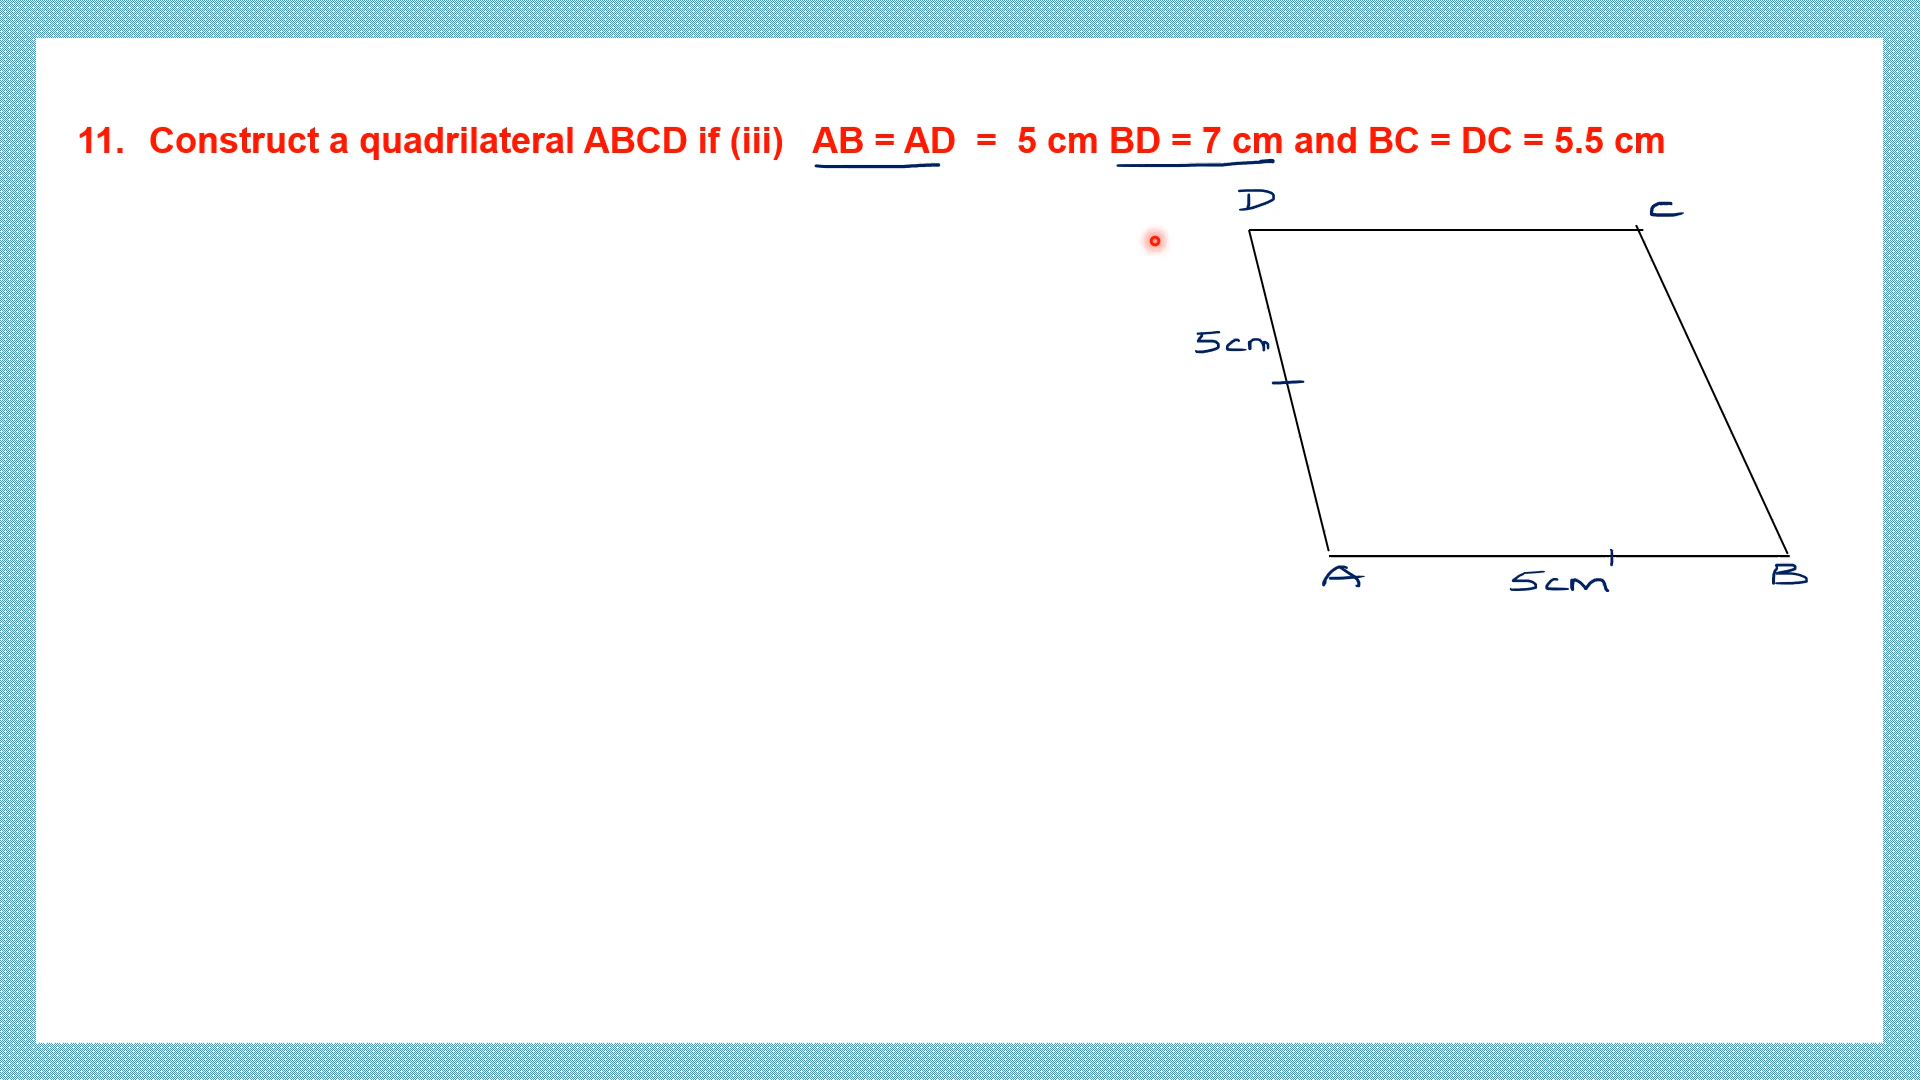 11. Construct a quadrilateral ABCD if (iii) AB = AD = 5 cm BD = 7 cm and BC = DC = 5.5 cm
D
C
5cm
A
5cm
B